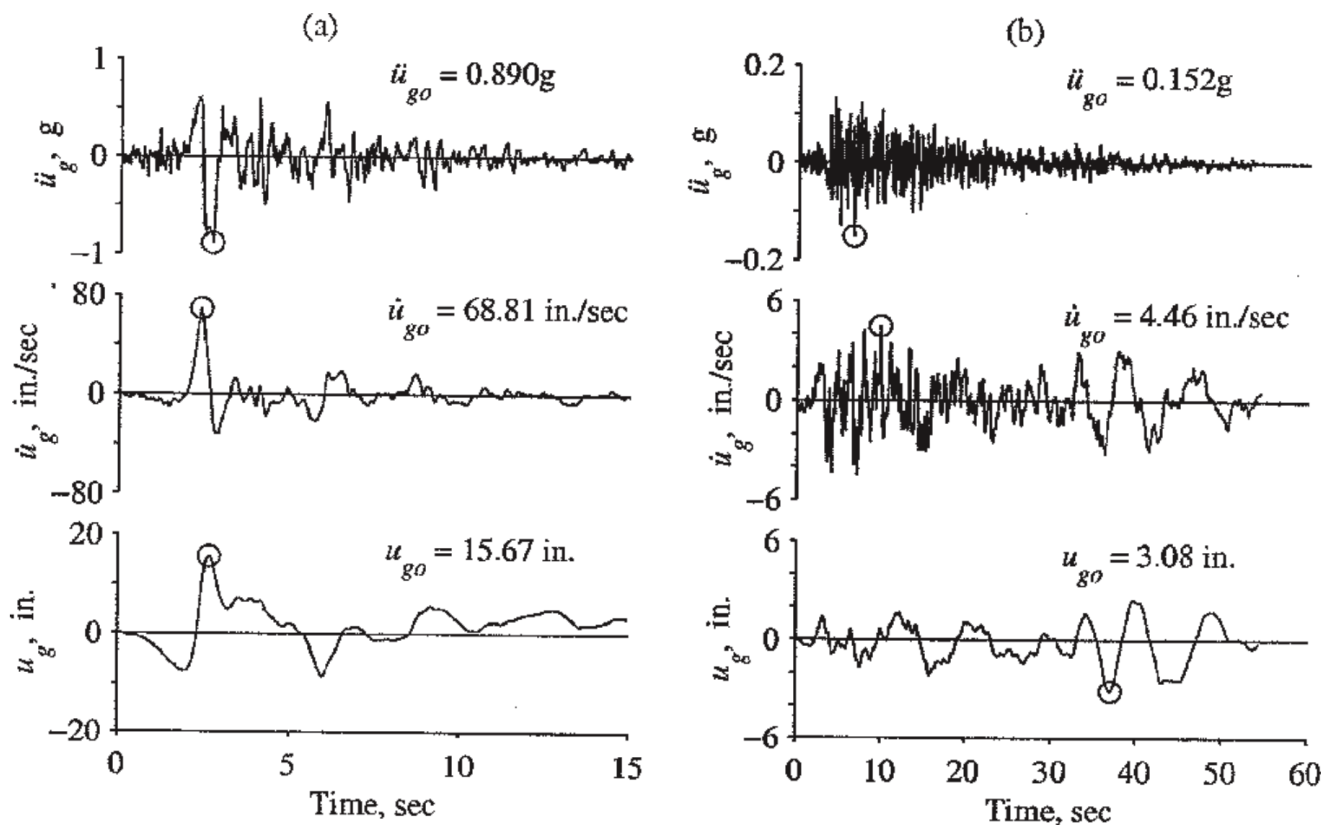 (a)
1
0
−1
ü_g, g
ü_go = 0.890g
80
0
−80
u̇_g, in./sec
u̇_go = 68.81 in./sec
20
0
−20
u_g, in.
u_go = 15.67 in.
0 5 10 15
Time, sec
(b)
0.2
0
−0.2
ü_g, g
ü_go = 0.152g
6
0
−6
u̇_g, in./sec
u̇_go = 4.46 in./sec
6
0
−6
u_g, in.
u_go = 3.08 in.
0 10 20 30 40 50 60
Time, sec